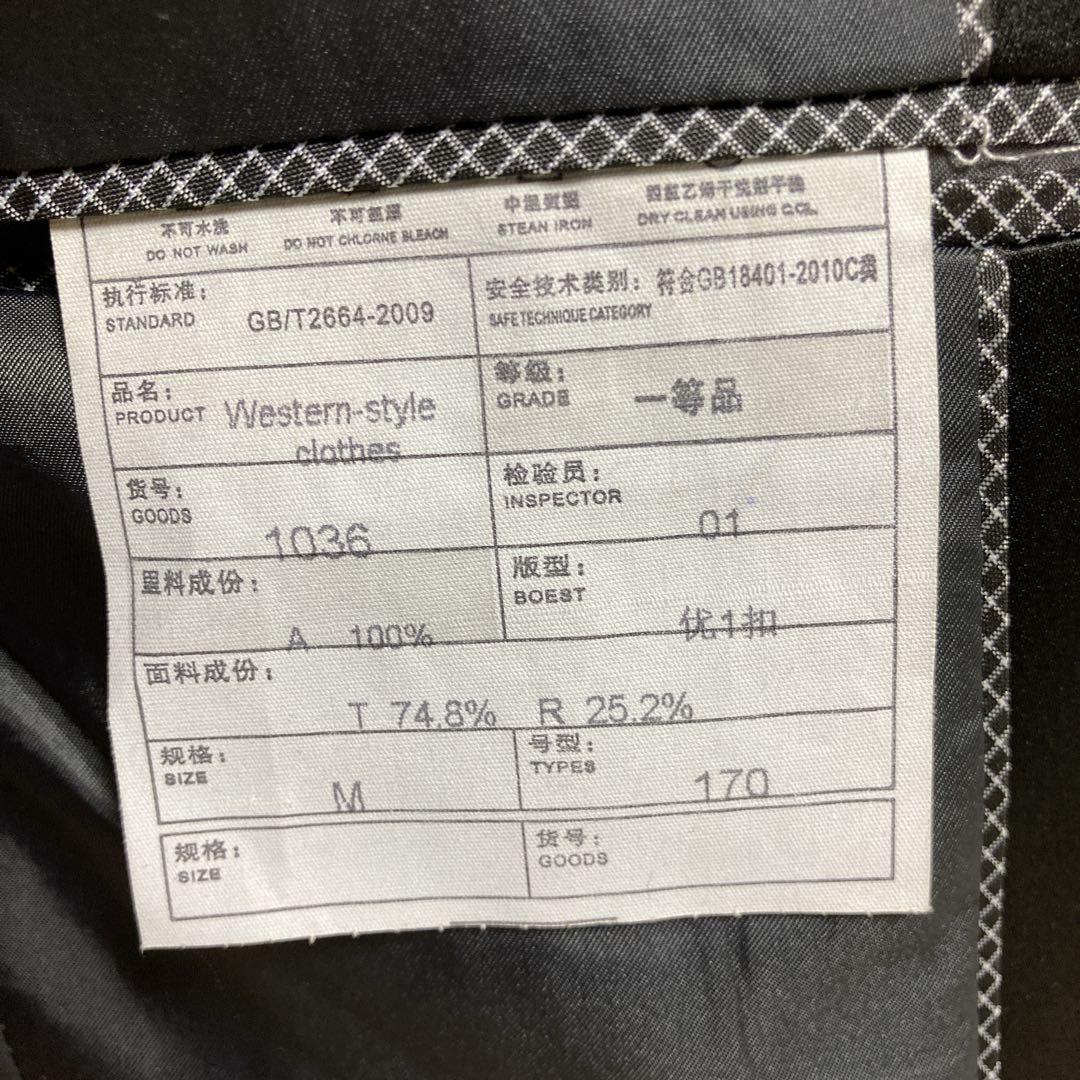 不可水洗 不可氯漂 中温熨烫 四氯乙烯干洗剂干洗
DO NOT WASH DO NOT CHLORNE BLEACH STEAN IRON DRY CLEAN USING
执行标准: 安全技术类别: 符合GB18401-2010C类
STANDARD GB/T2664-2009 SAFE TECHNIQUE CATEGORY
品名: 等级:
PRODUCT Western-style GRADE 一等品
clothes
货号: 检验员:
GOODS INSPECTOR
1036 01
里料成份: 版型:
BOEST
A 100% 优1扣
面料成份:
T 74.8% R 25.2%
规格: 号型:
SIZE TYPES
M 170
规格: 货号:
SIZE GOODS